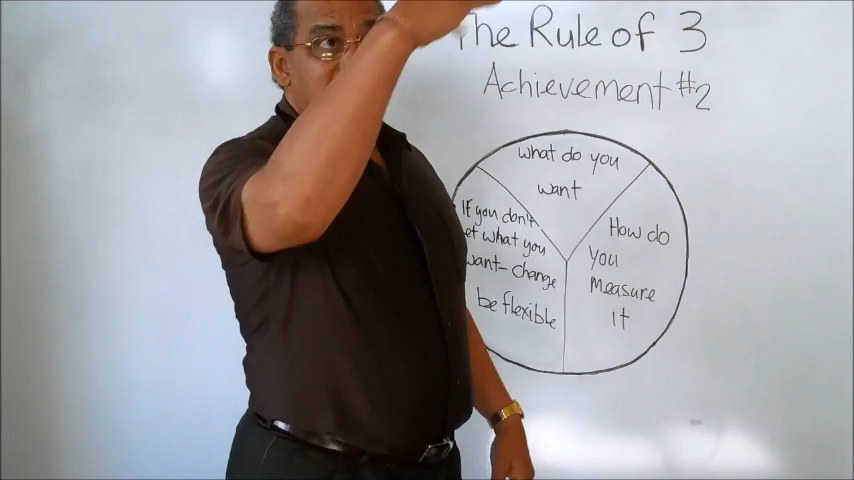 The Rule of 3
Achievement #2
what do you
want
How do
you
measure
it
If you don't
et what you
want - change
be flexible